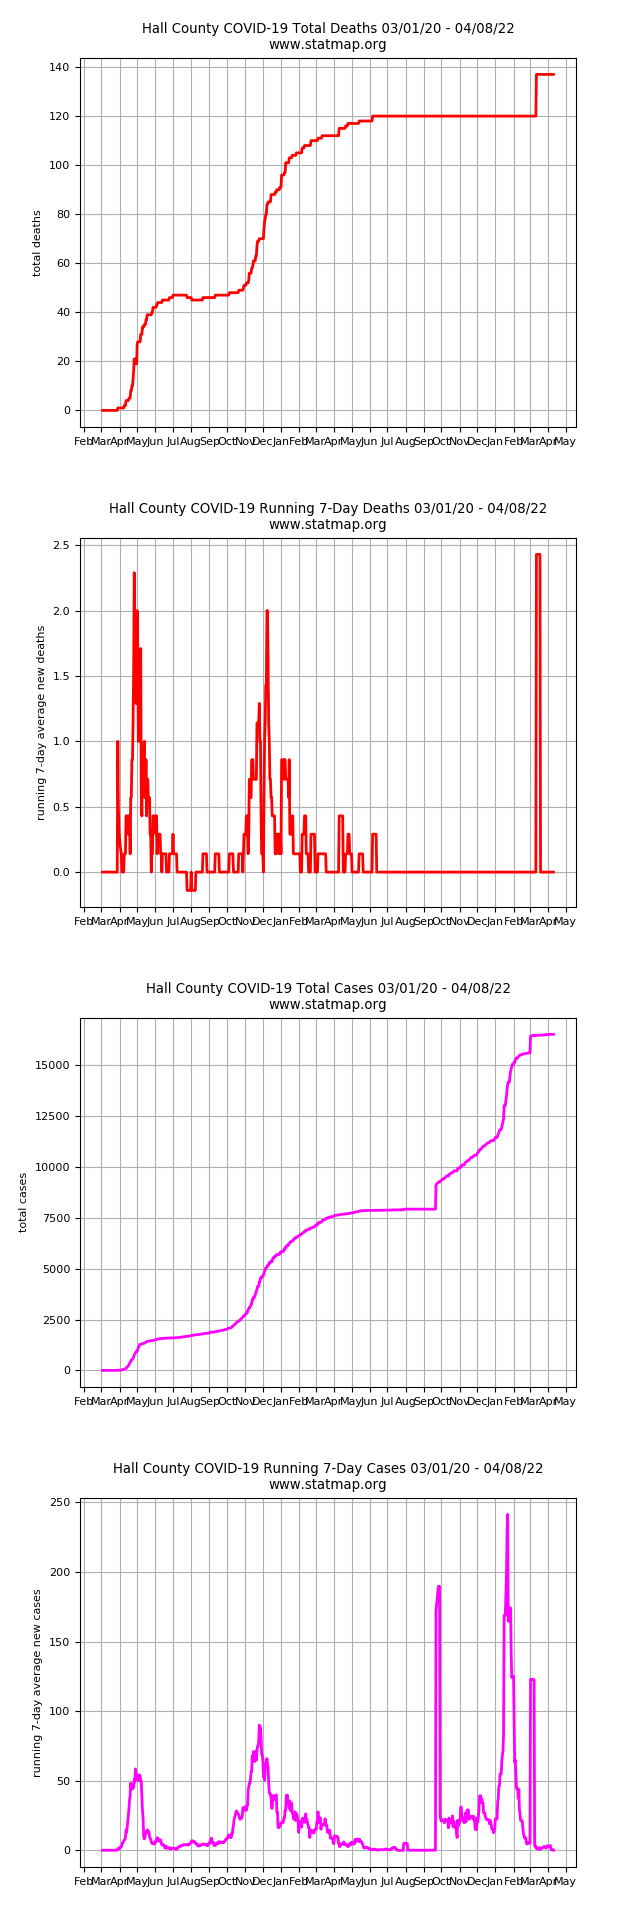 Hall County COVID-19 Total Deaths 03/01/20 - 04/08/22
www.statmap.org
140
120
100
80
60
40
20
0
total deaths
Feb Mar Apr May Jun Jul Aug Sep Oct Nov Dec Jan Feb Mar Apr May Jun Jul Aug Sep Oct Nov Dec Jan Feb Mar Apr May
Hall County COVID-19 Running 7-Day Deaths 03/01/20 - 04/08/22
www.statmap.org
2.5
2.0
1.5
1.0
0.5
0.0
running 7-day average new deaths
Feb Mar Apr May Jun Jul Aug Sep Oct Nov Dec Jan Feb Mar Apr May Jun Jul Aug Sep Oct Nov Dec Jan Feb Mar Apr May
Hall County COVID-19 Total Cases 03/01/20 - 04/08/22
www.statmap.org
15000
12500
10000
7500
5000
2500
0
total cases
Feb Mar Apr May Jun Jul Aug Sep Oct Nov Dec Jan Feb Mar Apr May Jun Jul Aug Sep Oct Nov Dec Jan Feb Mar Apr May
Hall County COVID-19 Running 7-Day Cases 03/01/20 - 04/08/22
www.statmap.org
250
200
150
100
50
0
running 7-day average new cases
Feb Mar Apr May Jun Jul Aug Sep Oct Nov Dec Jan Feb Mar Apr May Jun Jul Aug Sep Oct Nov Dec Jan Feb Mar Apr May